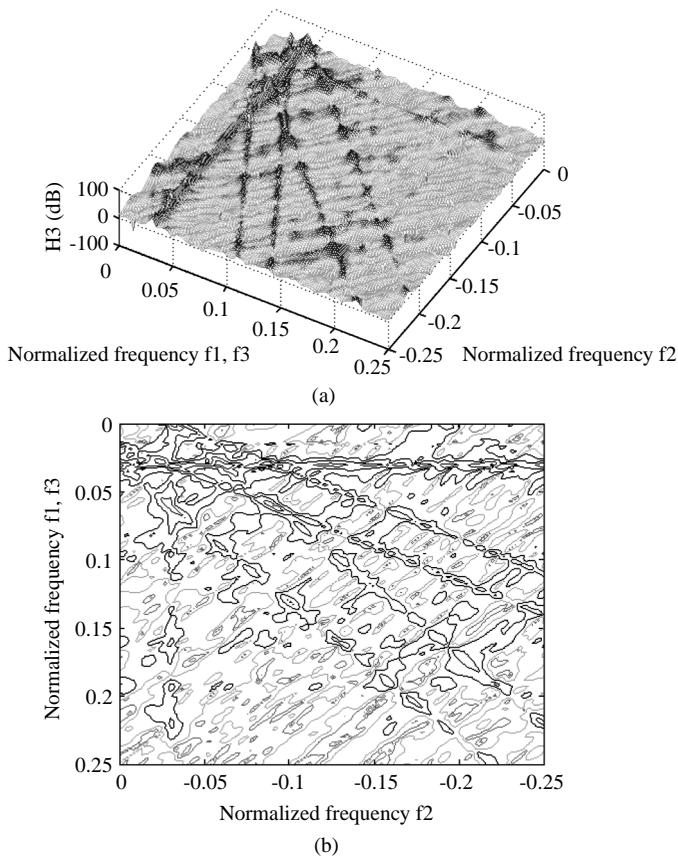 100
0
-100
H3 (dB)
0
0.05
0.1
0.15
0.2
0.25
0
-0.05
-0.1
-0.15
-0.2
-0.25
Normalized frequency f1, f3
Normalized frequency f2
(a)
0
0.05
0.1
0.15
0.2
0.25
Normalized frequency f1, f3
0 -0.05 -0.1 -0.15 -0.2 -0.25
Normalized frequency f2
(b)